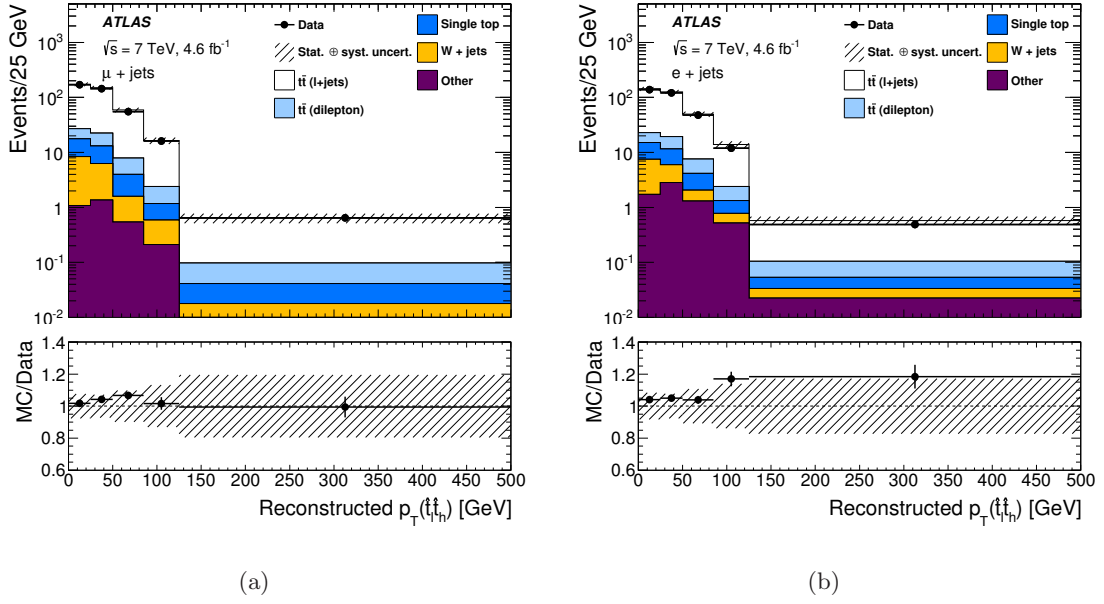 Events/25 GeV
10³
10²
10
1
10⁻¹
10⁻²
ATLAS
√s = 7 TeV, 4.6 fb⁻¹
μ + jets
Data
Stat. ⊕ syst. uncert.
tt̄ (l+jets)
tt̄ (dilepton)
Single top
W + jets
Other
MC/Data
1.4
1.2
1
0.8
0.6
0 50 100 150 200 250 300 350 400 450 500
Reconstructed p_T(t̂_l t̂_h) [GeV]
(a)
Events/25 GeV
10³
10²
10
1
10⁻¹
10⁻²
ATLAS
√s = 7 TeV, 4.6 fb⁻¹
e + jets
Data
Stat. ⊕ syst. uncert.
tt̄ (l+jets)
tt̄ (dilepton)
Single top
W + jets
Other
MC/Data
1.4
1.2
1
0.8
0.6
0 50 100 150 200 250 300 350 400 450 500
Reconstructed p_T(t̂_l t̂_h) [GeV]
(b)